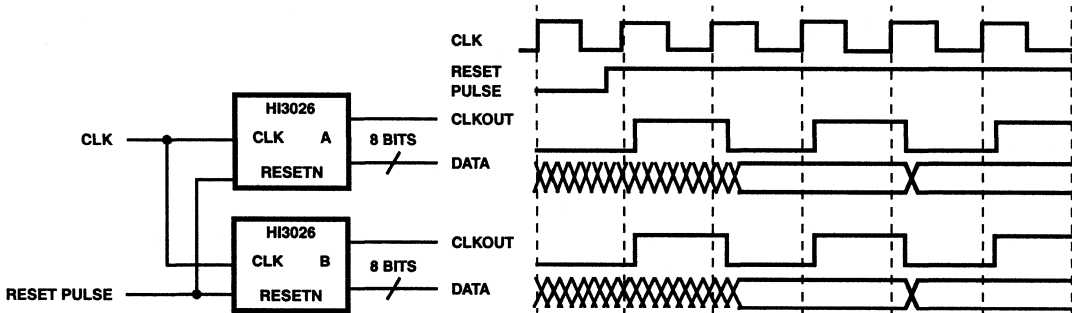 CLK
RESET
PULSE
HI3026
CLK A
RESETN
8 BITS
CLKOUT
DATA
CLK
HI3026
CLK B
RESETN
8 BITS
CLKOUT
DATA
RESET PULSE